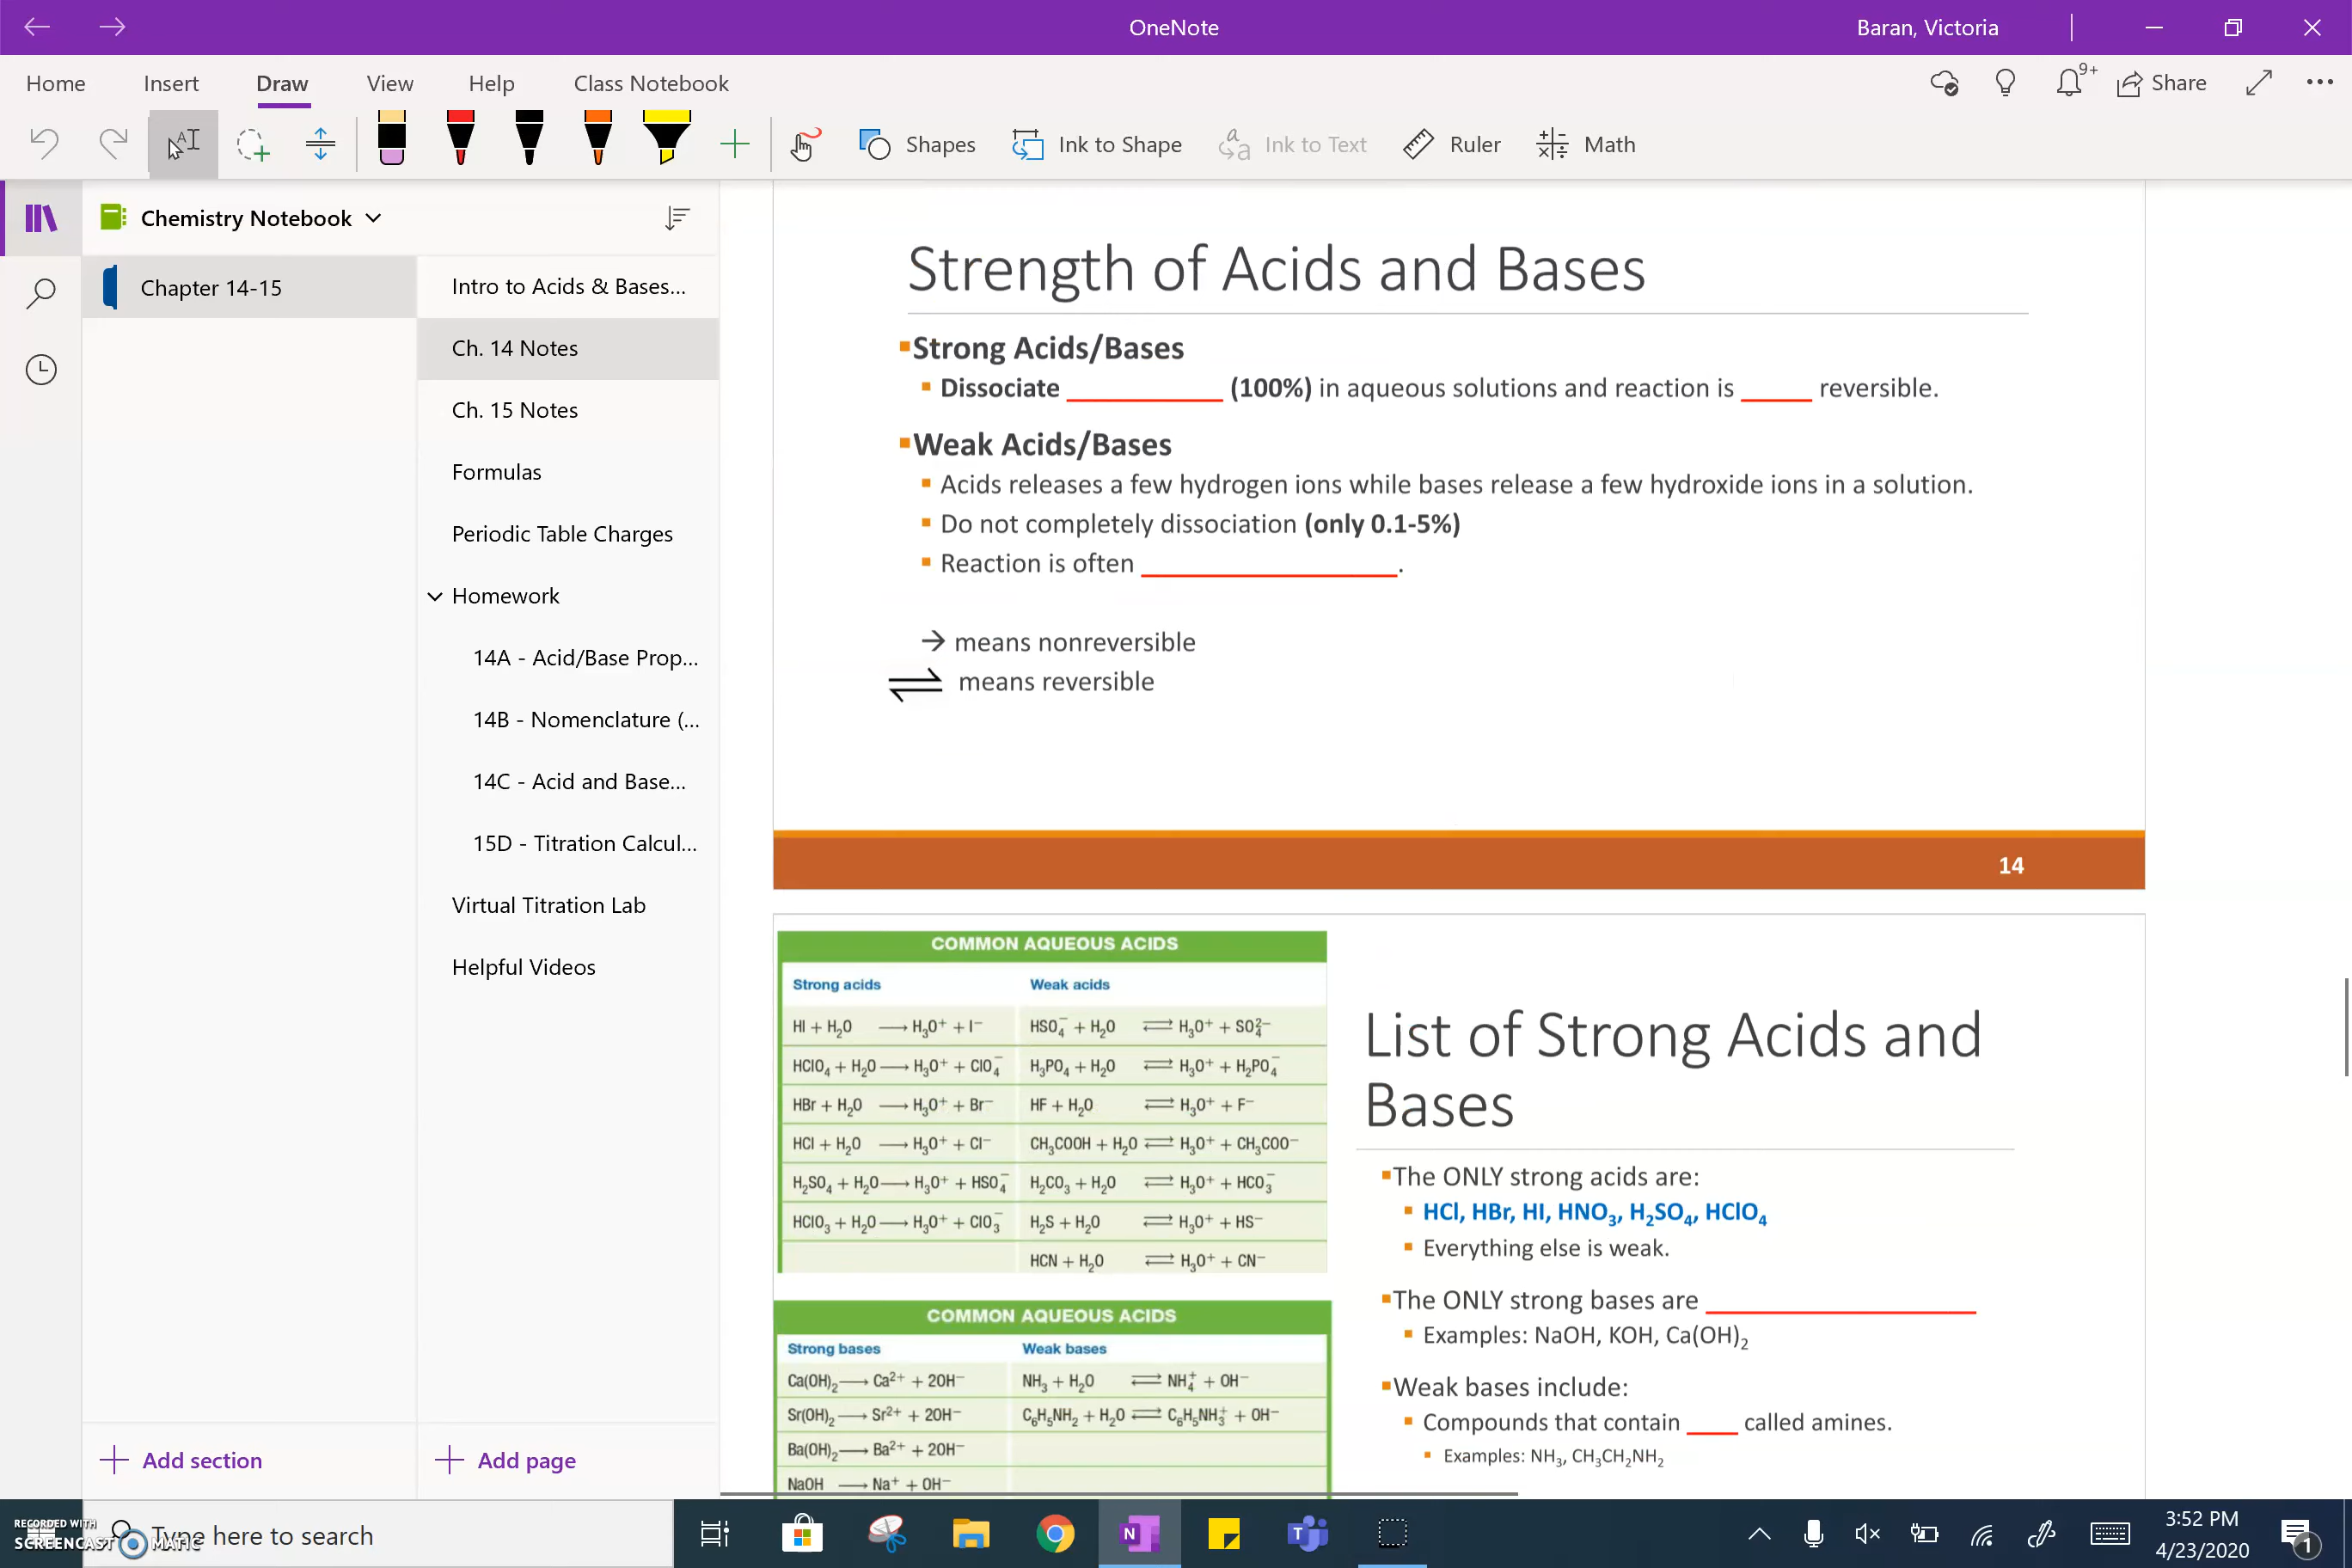 OneNote
Baran, Victoria
Home Insert Draw View Help Class Notebook
9+ Share
Shapes Ink to Shape Ink to Text Ruler Math
Chemistry Notebook
Chapter 14-15
Intro to Acids & Bases...
Ch. 14 Notes
Ch. 15 Notes
Formulas
Periodic Table Charges
Homework
14A - Acid/Base Prop...
14B - Nomenclature (...
14C - Acid and Base...
15D - Titration Calcul...
Virtual Titration Lab
Helpful Videos
Add section
Add page
Strength of Acids and Bases
▪Strong Acids/Bases
▪ Dissociate __________ (100%) in aqueous solutions and reaction is _____ reversible.
▪Weak Acids/Bases
▪ Acids releases a few hydrogen ions while bases release a few hydroxide ions in a solution.
▪ Do not completely dissociation (only 0.1-5%)
▪ Reaction is often _________________.
→ means nonreversible
⇌ means reversible
14
COMMON AQUEOUS ACIDS
Strong acids Weak acids
HI + H₂O ⟶ H₃O⁺ + I⁻ HSO₄⁻ + H₂O ⇌ H₃O⁺ + SO₄²⁻
HClO₄ + H₂O ⟶ H₃O⁺ + ClO₄⁻ H₃PO₄ + H₂O ⇌ H₃O⁺ + H₂PO₄⁻
HBr + H₂O ⟶ H₃O⁺ + Br⁻ HF + H₂O ⇌ H₃O⁺ + F⁻
HCl + H₂O ⟶ H₃O⁺ + Cl⁻ CH₃COOH + H₂O ⇌ H₃O⁺ + CH₃COO⁻
H₂SO₄ + H₂O ⟶ H₃O⁺ + HSO₄⁻ H₂CO₃ + H₂O ⇌ H₃O⁺ + HCO₃⁻
HClO₃ + H₂O ⟶ H₃O⁺ + ClO₃⁻ H₂S + H₂O ⇌ H₃O⁺ + HS⁻
HCN + H₂O ⇌ H₃O⁺ + CN⁻
COMMON AQUEOUS ACIDS
Strong bases Weak bases
Ca(OH)₂ ⟶ Ca²⁺ + 2OH⁻ NH₃ + H₂O ⇌ NH₄⁺ + OH⁻
Sr(OH)₂ ⟶ Sr²⁺ + 2OH⁻ C₆H₅NH₂ + H₂O ⇌ C₆H₅NH₃⁺ + OH⁻
Ba(OH)₂ ⟶ Ba²⁺ + 2OH⁻
NaOH ⟶ Na⁺ + OH⁻
List of Strong Acids and
Bases
▪The ONLY strong acids are:
▪ HCl, HBr, HI, HNO₃, H₂SO₄, HClO₄
▪ Everything else is weak.
▪The ONLY strong bases are __________________
▪ Examples: NaOH, KOH, Ca(OH)₂
▪Weak bases include:
▪ Compounds that contain ____ called amines.
▪ Examples: NH₃, CH₃CH₂NH₂
Type here to search
RECORDED WITH
SCREENCAST MATIC
N
T
3:52 PM
4/23/2020
1